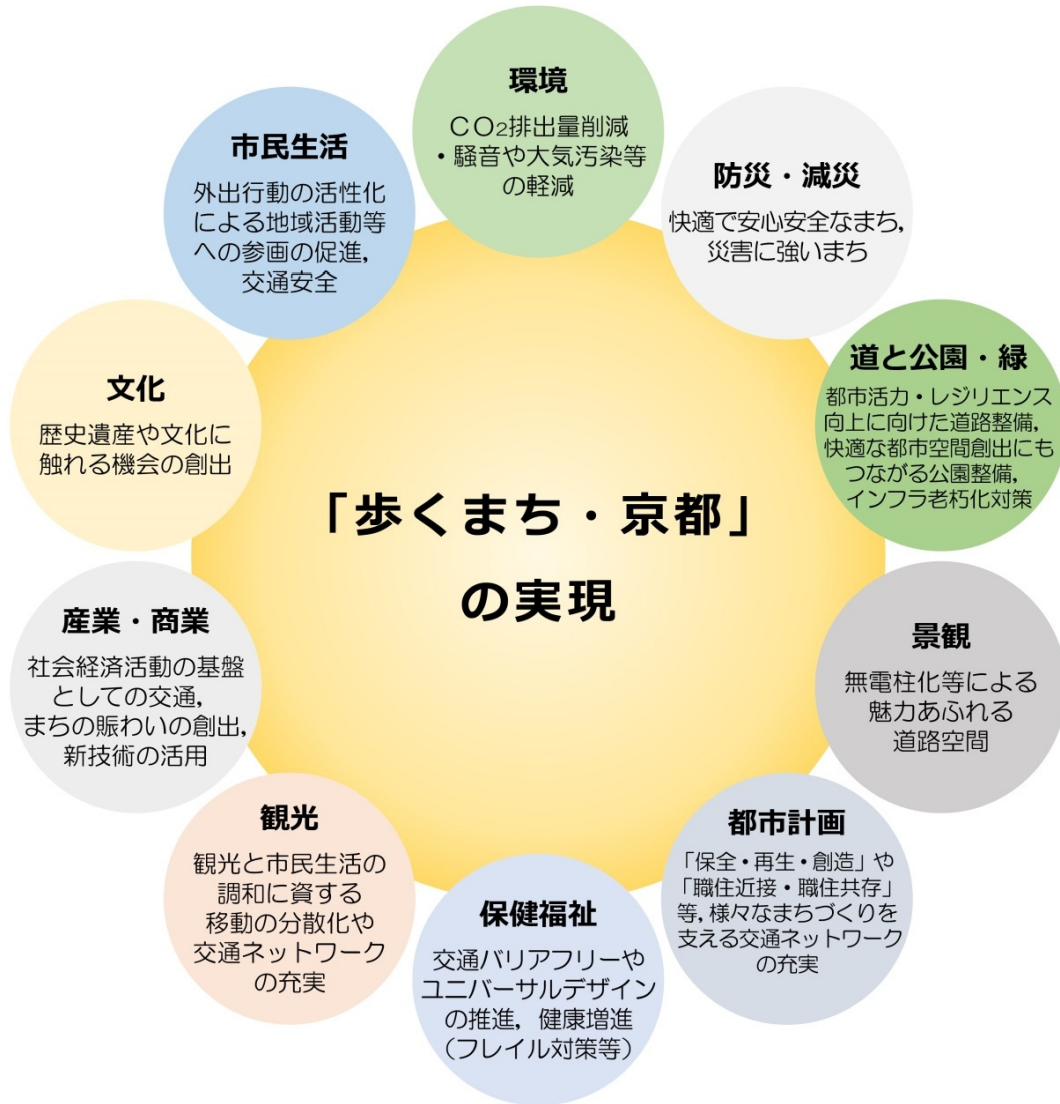 環境
CO₂排出量削減
・騒音や大気汚染等
の軽減
防災・減災
快適で安心安全なまち,
災害に強いまち
道と公園・緑
都市活力・レジリエンス
向上に向けた道路整備,
快適な都市空間創出にも
つながる公園整備,
インフラ老朽化対策
景観
無電柱化等による
魅力あふれる
道路空間
都市計画
「保全・再生・創造」や
「職住近接・職住共存」
等,様々なまちづくりを
支える交通ネットワーク
の充実
保健福祉
交通バリアフリーや
ユニバーサルデザイン
の推進,健康増進
(フレイル対策等)
観光
観光と市民生活の
調和に資する
移動の分散化や
交通ネットワーク
の充実
産業・商業
社会経済活動の基盤
としての交通,
まちの賑わいの創出,
新技術の活用
文化
歴史遺産や文化に
触れる機会の創出
市民生活
外出行動の活性化
による地域活動等
への参画の促進,
交通安全
「歩くまち・京都」
の実現